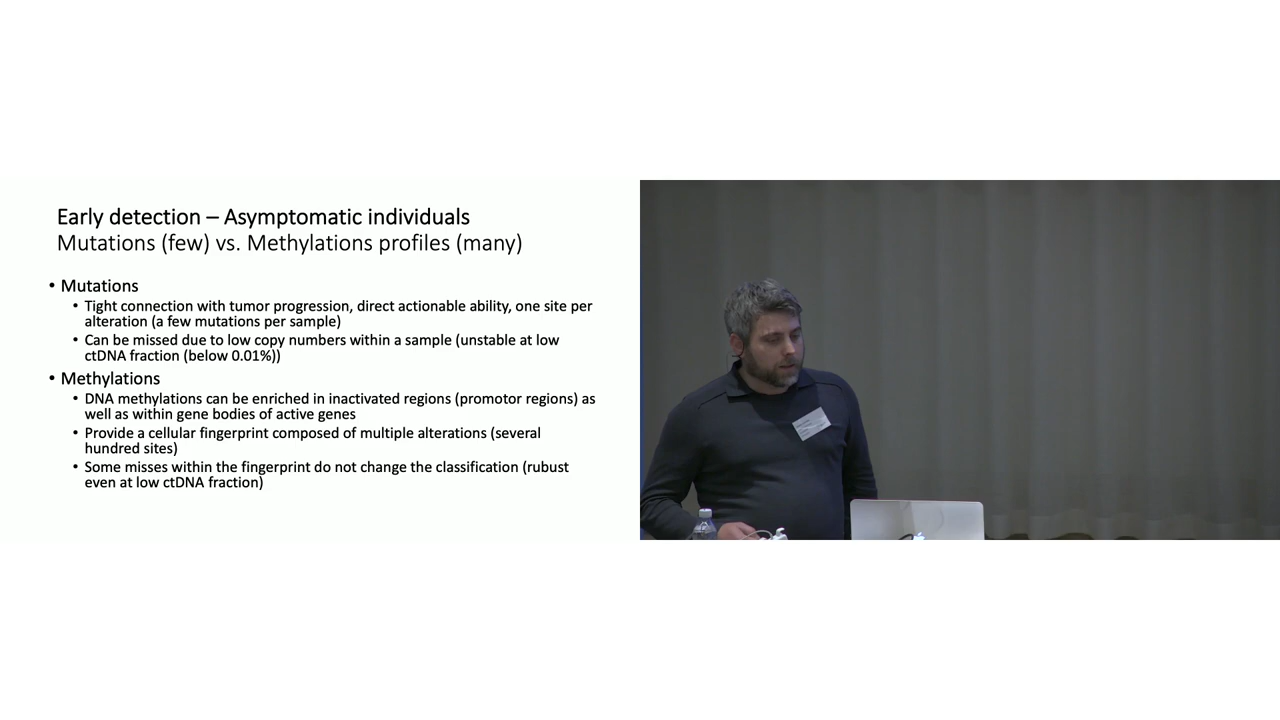 Early detection – Asymptomatic individuals
Mutations (few) vs. Methylations profiles (many)
• Mutations
• Tight connection with tumor progression, direct actionable ability, one site per
alteration (a few mutations per sample)
• Can be missed due to low copy numbers within a sample (unstable at low
ctDNA fraction (below 0.01%))
• Methylations
• DNA methylations can be enriched in inactivated regions (promotor regions) as
well as within gene bodies of active genes
• Provide a cellular fingerprint composed of multiple alterations (several
hundred sites)
• Some misses within the fingerprint do not change the classification (rubust
even at low ctDNA fraction)